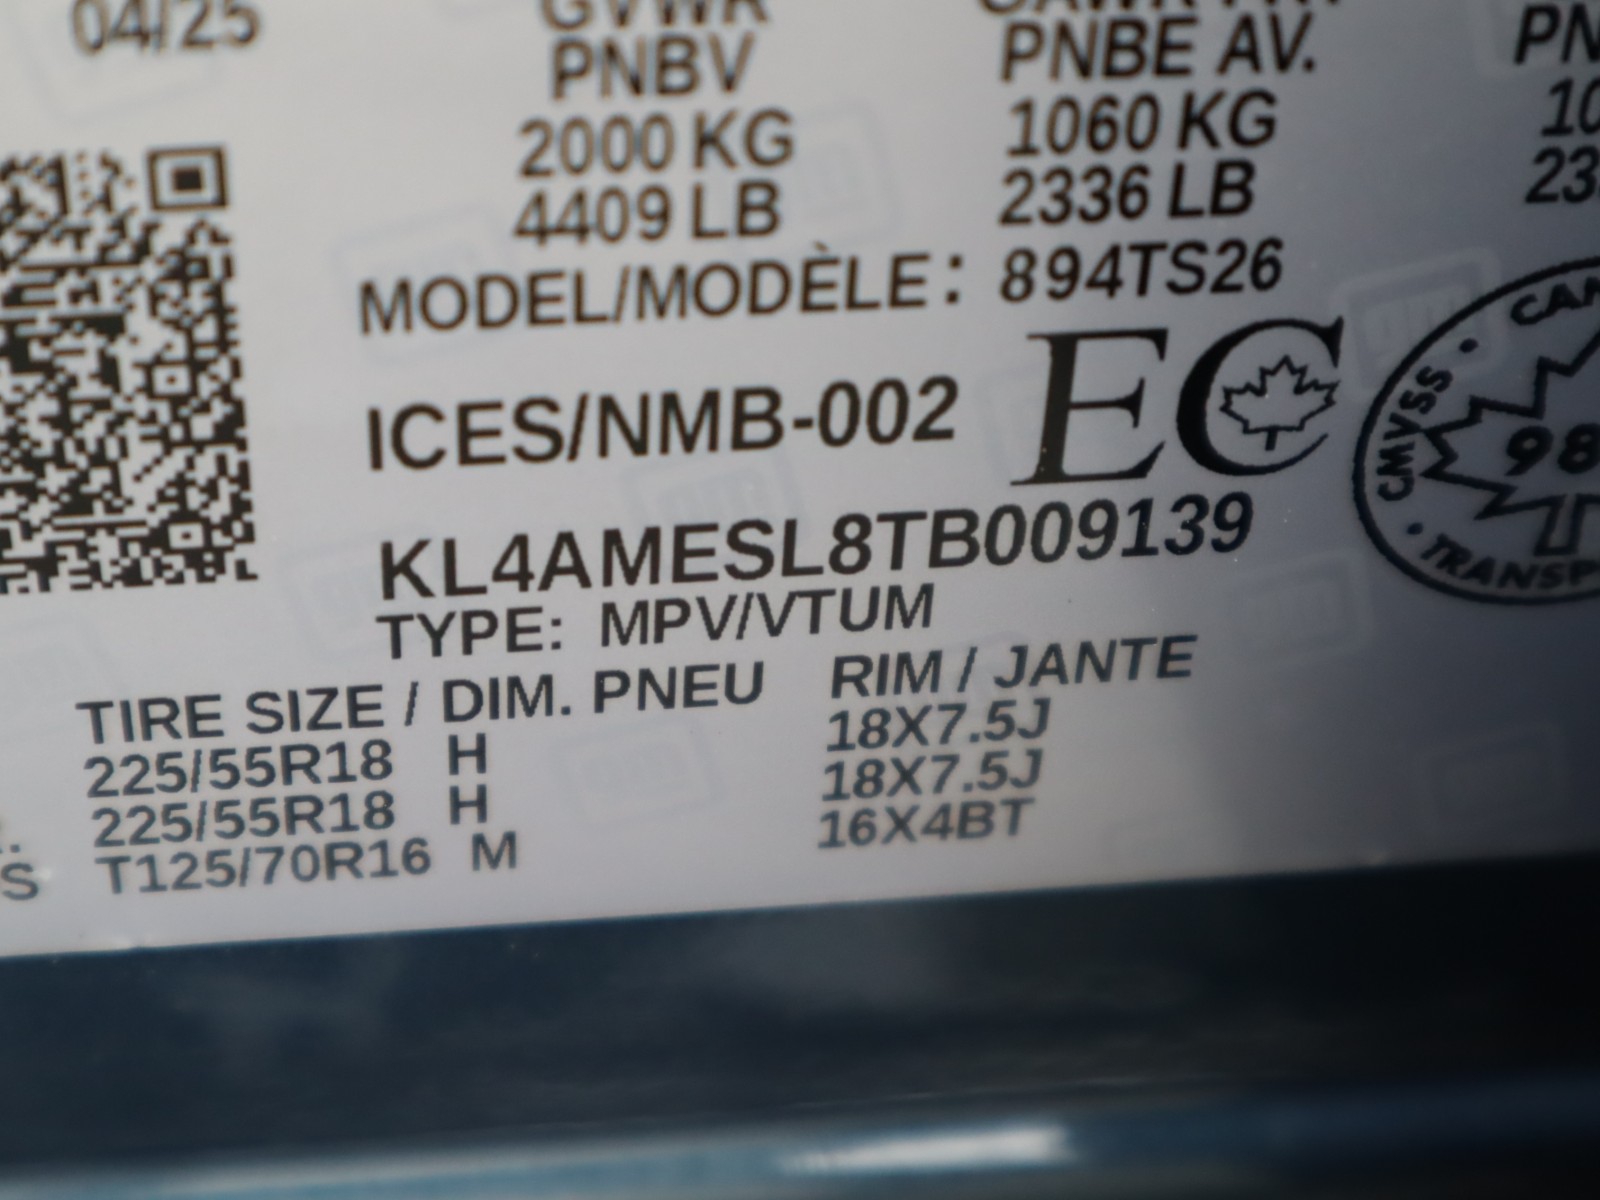 04/25
GVWR
PNBV
2000 KG
4409 LB
PNBE AV.
1060 KG
2336 LB
MODEL/MODÈLE: 894TS26
ICES/NMB-002
EC
KL4AMESL8TB009139
TYPE: MPV/VTUM
CMVSS
98
TIRE SIZE / DIM. PNEU RIM / JANTE
225/55R18 H 18X7.5J
225/55R18 H 18X7.5J
T125/70R16 M 16X4BT